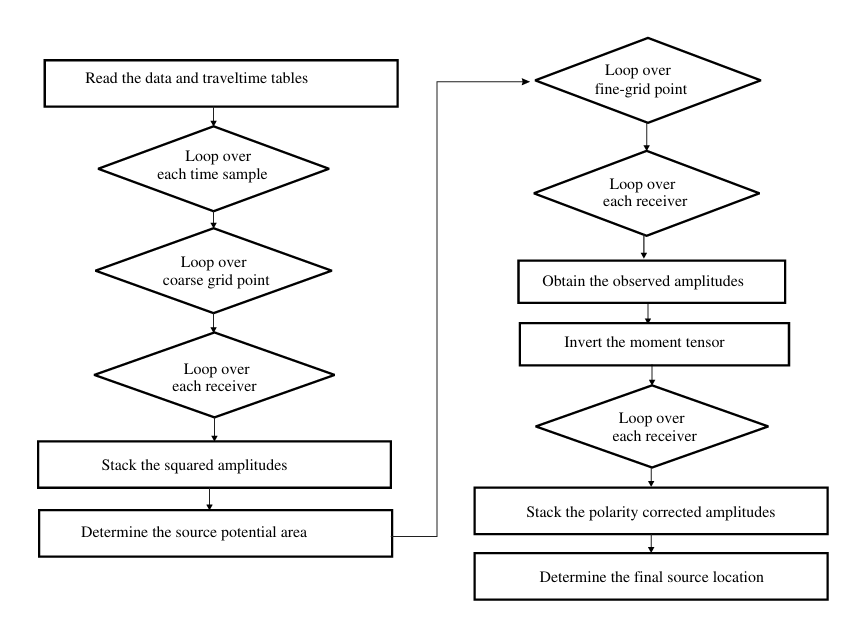 Read the data and traveltime tables
Loop over
each time sample
Loop over
coarse grid point
Loop over
each receiver
Stack the squared amplitudes
Determine the source potential area
Loop over
fine-grid point
Loop over
each receiver
Obtain the observed amplitudes
Invert the moment tensor
Loop over
each receiver
Stack the polarity corrected amplitudes
Determine the final source location